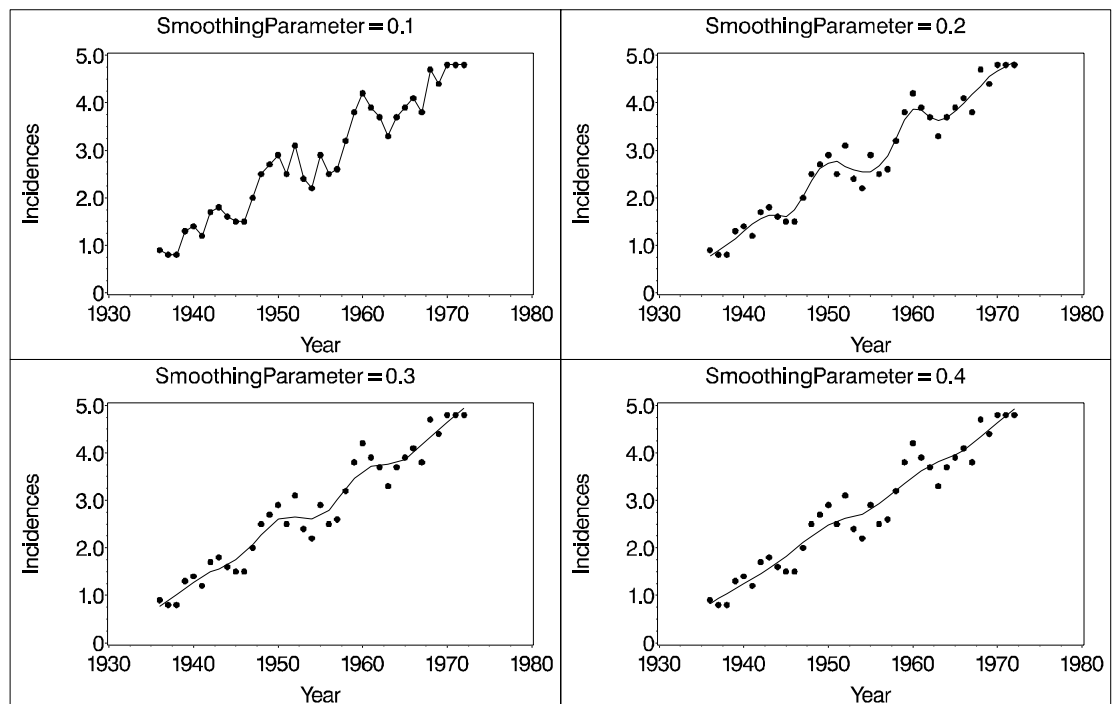 SmoothingParameter=0.1
5.0
4.0
3.0
2.0
1.0
0
Incidences
1930 1940 1950 1960 1970 1980
Year
SmoothingParameter=0.2
5.0
4.0
3.0
2.0
1.0
0
Incidences
1930 1940 1950 1960 1970 1980
Year
SmoothingParameter=0.3
5.0
4.0
3.0
2.0
1.0
0
Incidences
1930 1940 1950 1960 1970 1980
Year
SmoothingParameter=0.4
5.0
4.0
3.0
2.0
1.0
0
Incidences
1930 1940 1950 1960 1970 1980
Year